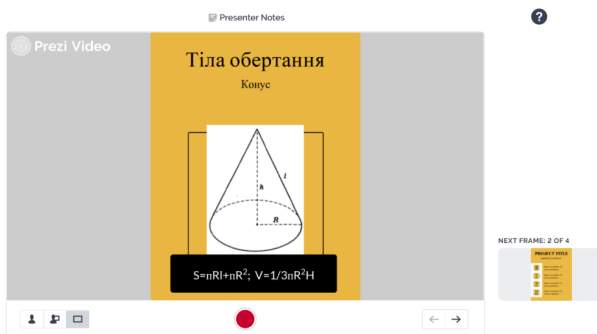 Presenter Notes
?
Prezi Video
Тіла обертання
Конус
l
h
R
S=πRl+πR²; V=1/3πR²H
NEXT FRAME: 2 OF 4
PROJECT TITLE